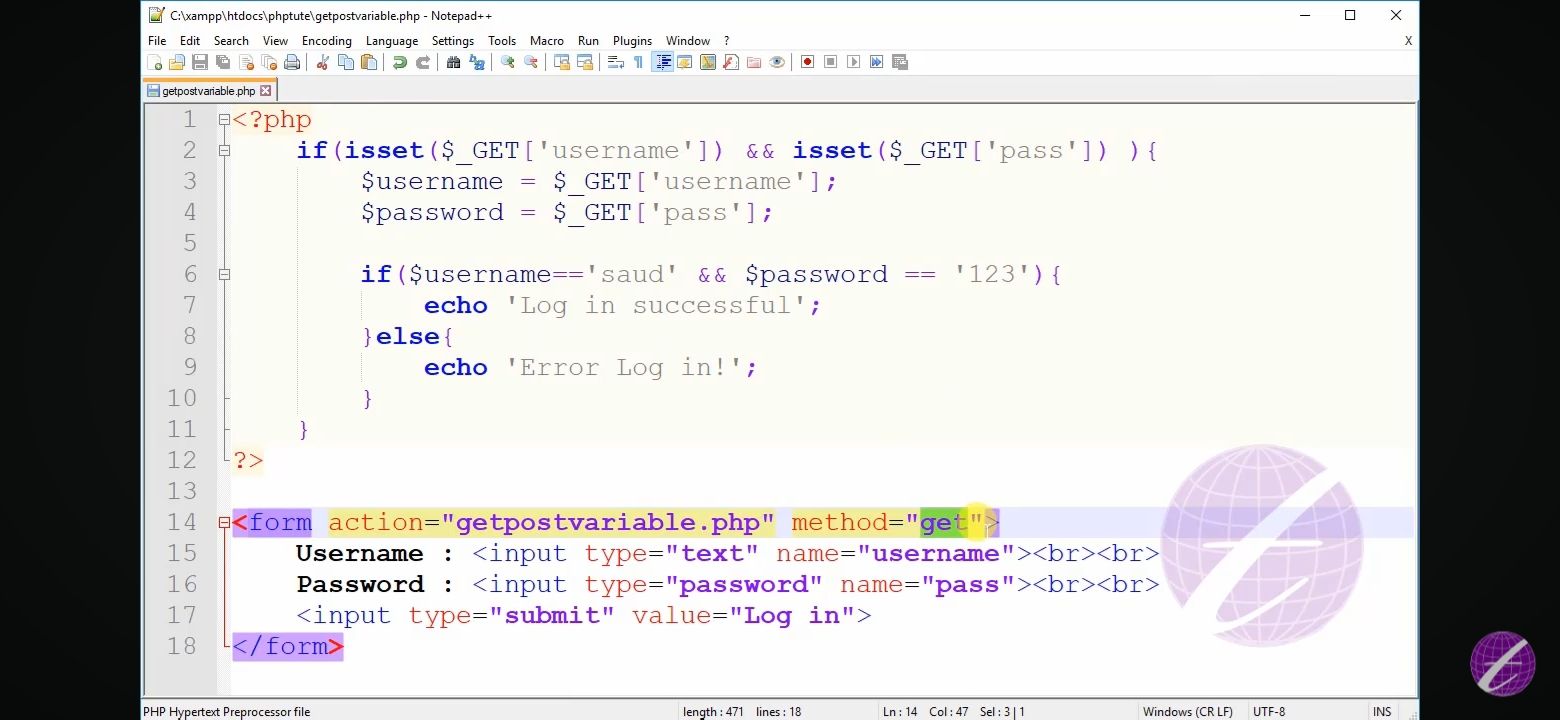 C:\xampp\htdocs\phptute\getpostvariable.php - Notepad++
File Edit Search View Encoding Language Settings Tools Macro Run Plugins Window ? X
getpostvariable.php
1 <?php
2 if(isset($_GET['username']) && isset($_GET['pass']) ){
3 $username = $_GET['username'];
4 $password = $_GET['pass'];
5
6 if($username=='saud' && $password == '123'){
7 echo 'Log in successful';
8 }else{
9 echo 'Error Log in!';
10 }
11 }
12 ?>
13
14 <form action="getpostvariable.php" method="get">
15 Username : <input type="text" name="username"><br><br>
16 Password : <input type="password" name="pass"><br><br>
17 <input type="submit" value="Log in">
18 </form>
PHP Hypertext Preprocessor file length : 471 lines : 18 Ln : 14 Col : 47 Sel : 3 | 1 Windows (CR LF) UTF-8 INS